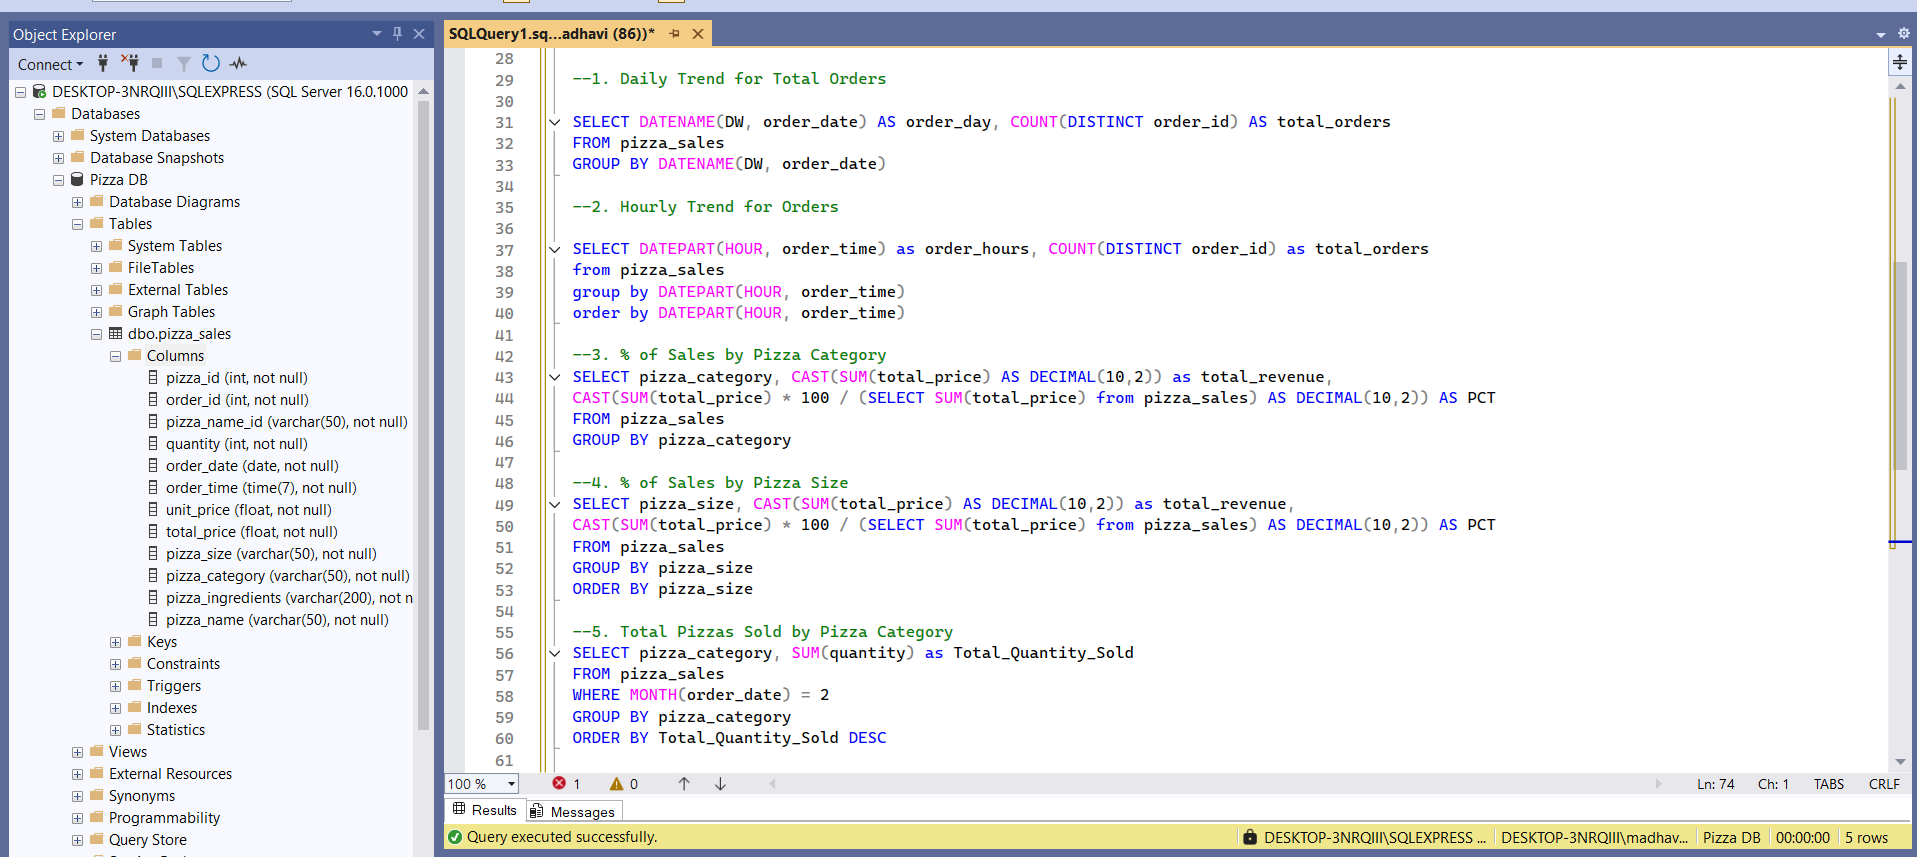 Object Explorer
Connect
DESKTOP-3NRQIII\SQLEXPRESS (SQL Server 16.0.1000
Databases
System Databases
Database Snapshots
Pizza DB
Database Diagrams
Tables
System Tables
FileTables
External Tables
Graph Tables
dbo.pizza_sales
Columns
pizza_id (int, not null)
order_id (int, not null)
pizza_name_id (varchar(50), not null)
quantity (int, not null)
order_date (date, not null)
order_time (time(7), not null)
unit_price (float, not null)
total_price (float, not null)
pizza_size (varchar(50), not null)
pizza_category (varchar(50), not null)
pizza_ingredients (varchar(200), not n
pizza_name (varchar(50), not null)
Keys
Constraints
Triggers
Indexes
Statistics
Views
External Resources
Synonyms
Programmability
Query Store
SQLQuery1.sq...adhavi (86))*
28
29 --1. Daily Trend for Total Orders
30
31 SELECT DATENAME(DW, order_date) AS order_day, COUNT(DISTINCT order_id) AS total_orders
32 FROM pizza_sales
33 GROUP BY DATENAME(DW, order_date)
34
35 --2. Hourly Trend for Orders
36
37 SELECT DATEPART(HOUR, order_time) as order_hours, COUNT(DISTINCT order_id) as total_orders
38 from pizza_sales
39 group by DATEPART(HOUR, order_time)
40 order by DATEPART(HOUR, order_time)
41
42 --3. % of Sales by Pizza Category
43 SELECT pizza_category, CAST(SUM(total_price) AS DECIMAL(10,2)) as total_revenue,
44 CAST(SUM(total_price) * 100 / (SELECT SUM(total_price) from pizza_sales) AS DECIMAL(10,2)) AS PCT
45 FROM pizza_sales
46 GROUP BY pizza_category
47
48 --4. % of Sales by Pizza Size
49 SELECT pizza_size, CAST(SUM(total_price) AS DECIMAL(10,2)) as total_revenue,
50 CAST(SUM(total_price) * 100 / (SELECT SUM(total_price) from pizza_sales) AS DECIMAL(10,2)) AS PCT
51 FROM pizza_sales
52 GROUP BY pizza_size
53 ORDER BY pizza_size
54
55 --5. Total Pizzas Sold by Pizza Category
56 SELECT pizza_category, SUM(quantity) as Total_Quantity_Sold
57 FROM pizza_sales
58 WHERE MONTH(order_date) = 2
59 GROUP BY pizza_category
60 ORDER BY Total_Quantity_Sold DESC
61
100 % 1 0 Ln: 74 Ch: 1 TABS CRLF
Results Messages
Query executed successfully. DESKTOP-3NRQIII\SQLEXPRESS ... DESKTOP-3NRQIII\madhav... Pizza DB 00:00:00 5 rows